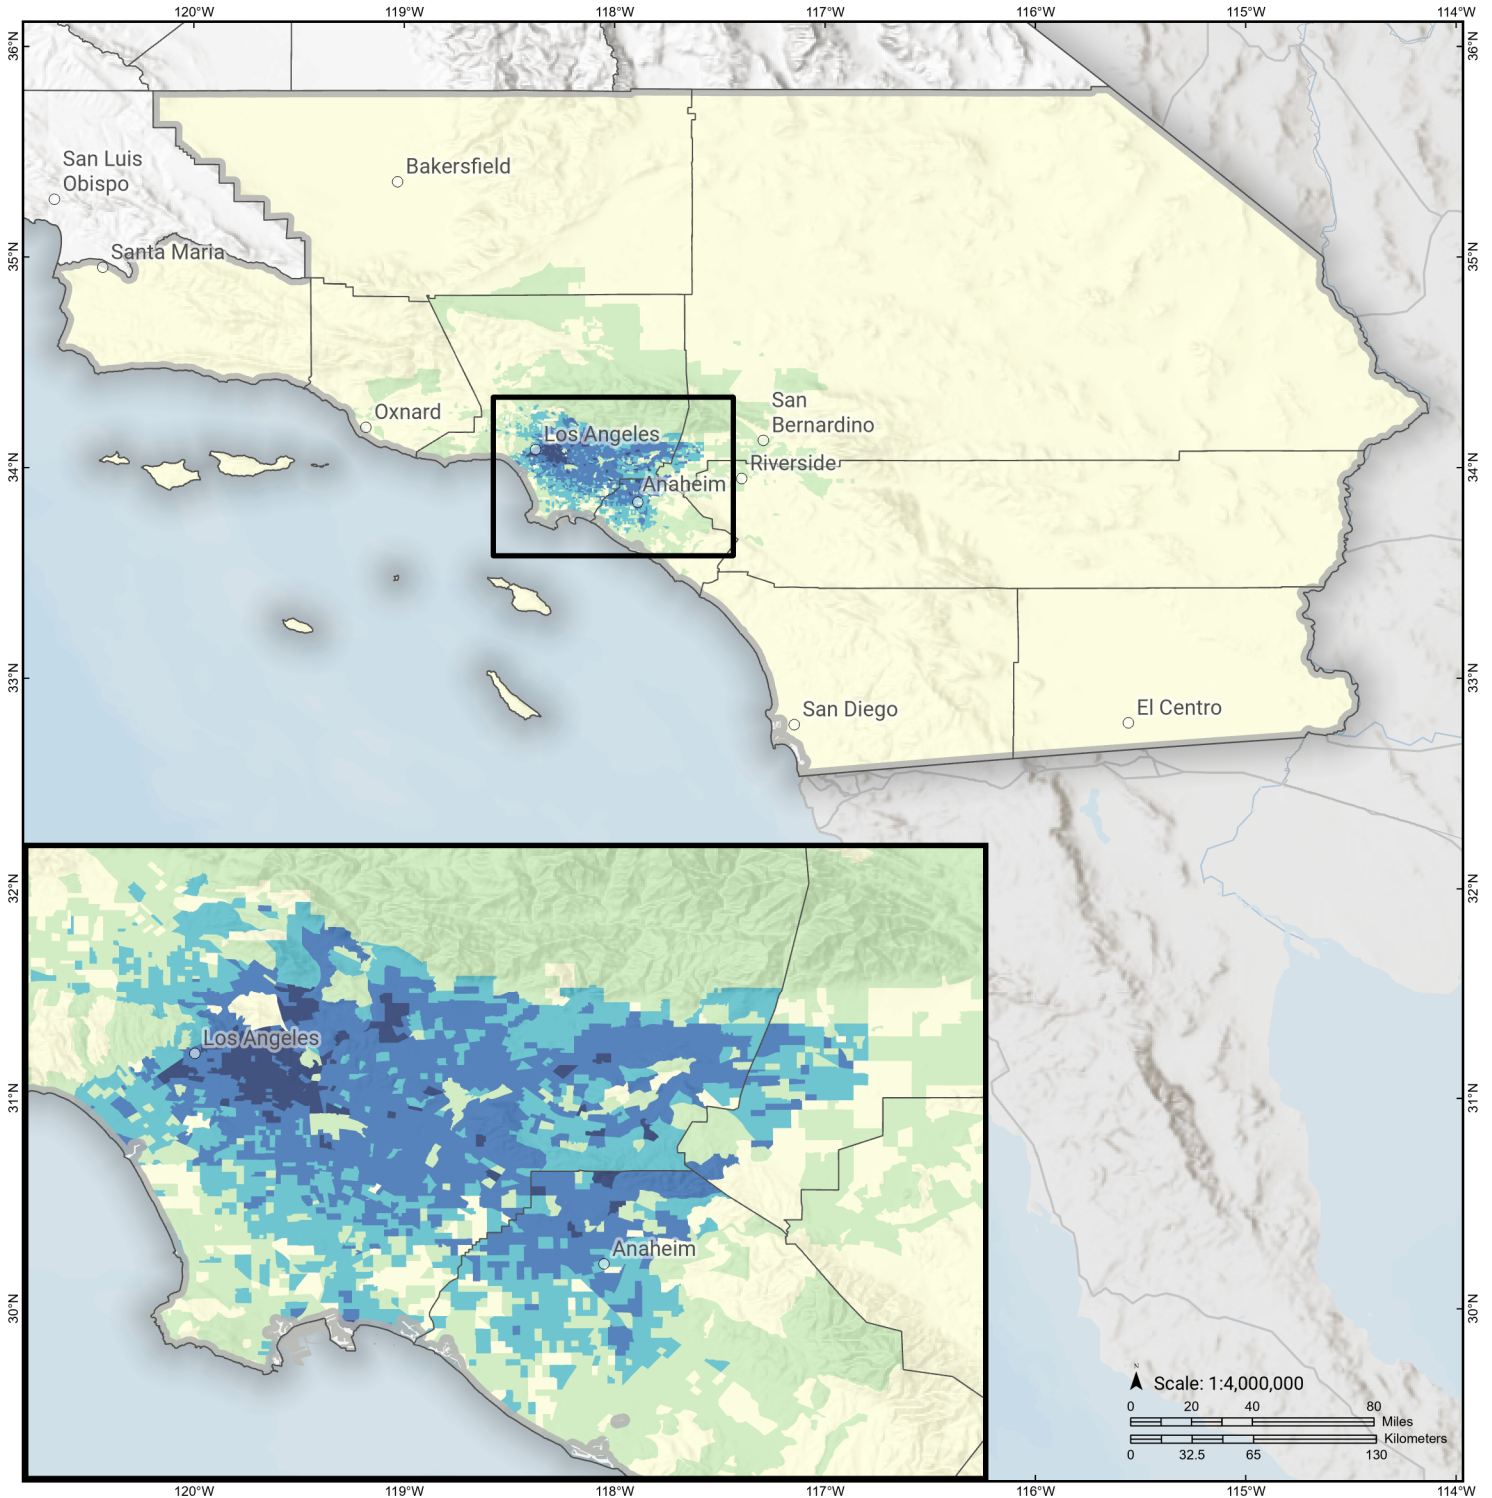 120°W 119°W 118°W 117°W 116°W 115°W 114°W
36°N 36°N
San Luis
Obispo
Bakersfield
Santa Maria
35°N 35°N
Oxnard
San
Bernardino
Los Angeles
Riverside
Anaheim
34°N 34°N
San Diego
El Centro
33°N 33°N
32°N 32°N
Los Angeles
31°N 31°N
Anaheim
30°N 30°N
N
Scale: 1:4,000,000
0 20 40 80
Miles
Kilometers
0 32.5 65 130
120°W 119°W 118°W 117°W 116°W 115°W 114°W